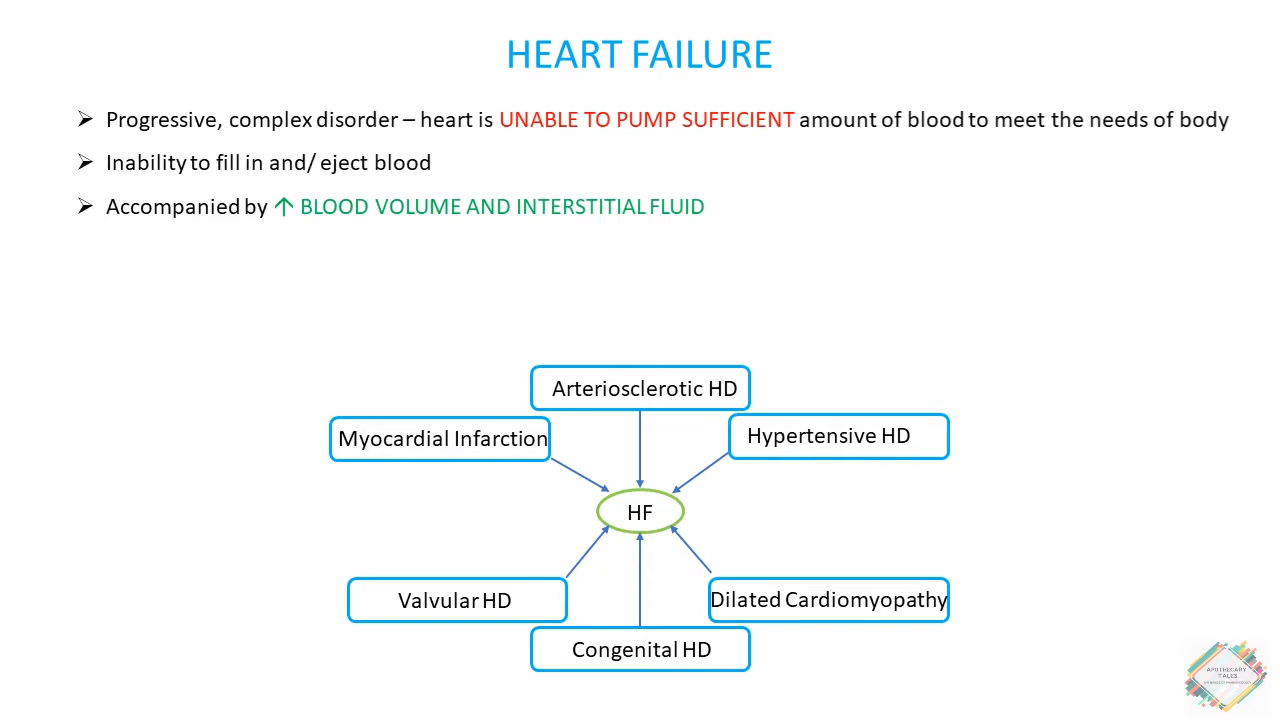 HEART FAILURE
Progressive, complex disorder – heart is UNABLE TO PUMP SUFFICIENT amount of blood to meet the needs of body
Inability to fill in and/ eject blood
Accompanied by ↑ BLOOD VOLUME AND INTERSTITIAL FLUID
Arteriosclerotic HD
Myocardial Infarction
Hypertensive HD
HF
Valvular HD
Dilated Cardiomyopathy
Congenital HD
APOTHECARY
TALES